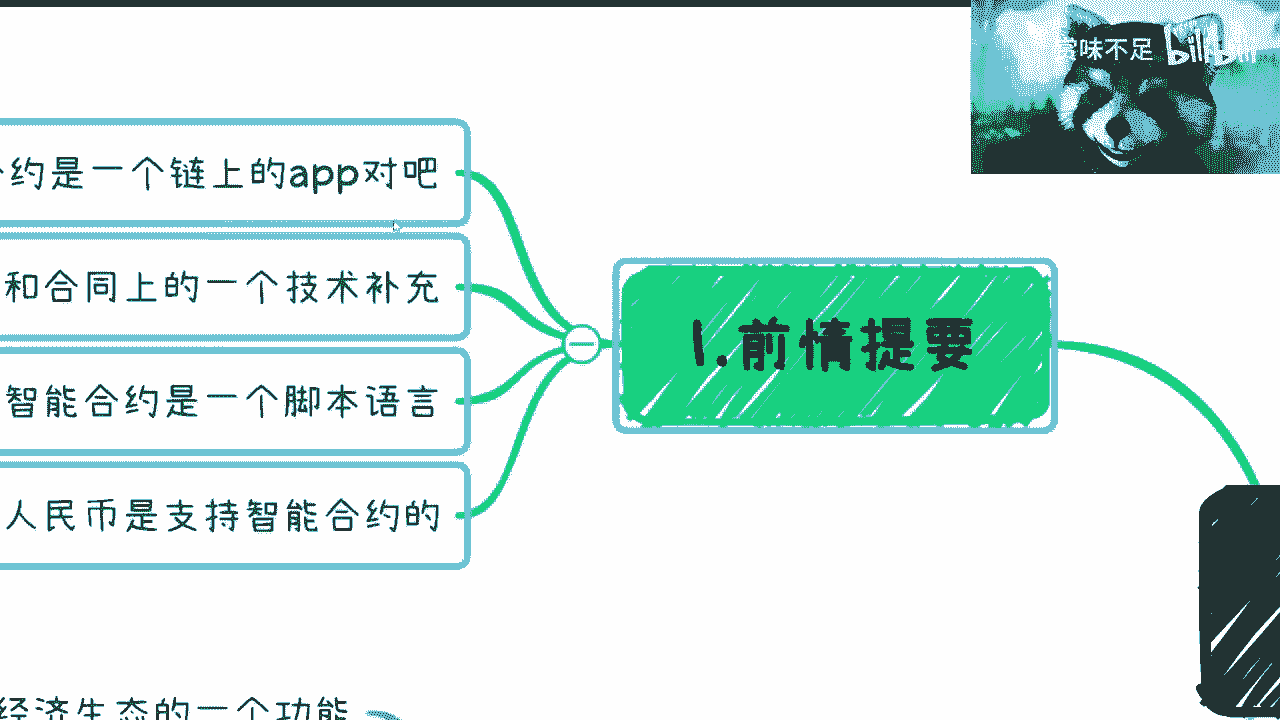 赏味不足 bilibili
约是一个链上的app对吧
和合同上的一个技术补充
1.前情提要
智能合约是一个脚本语言
人民币是支持智能合约的
经济生态的一个功能